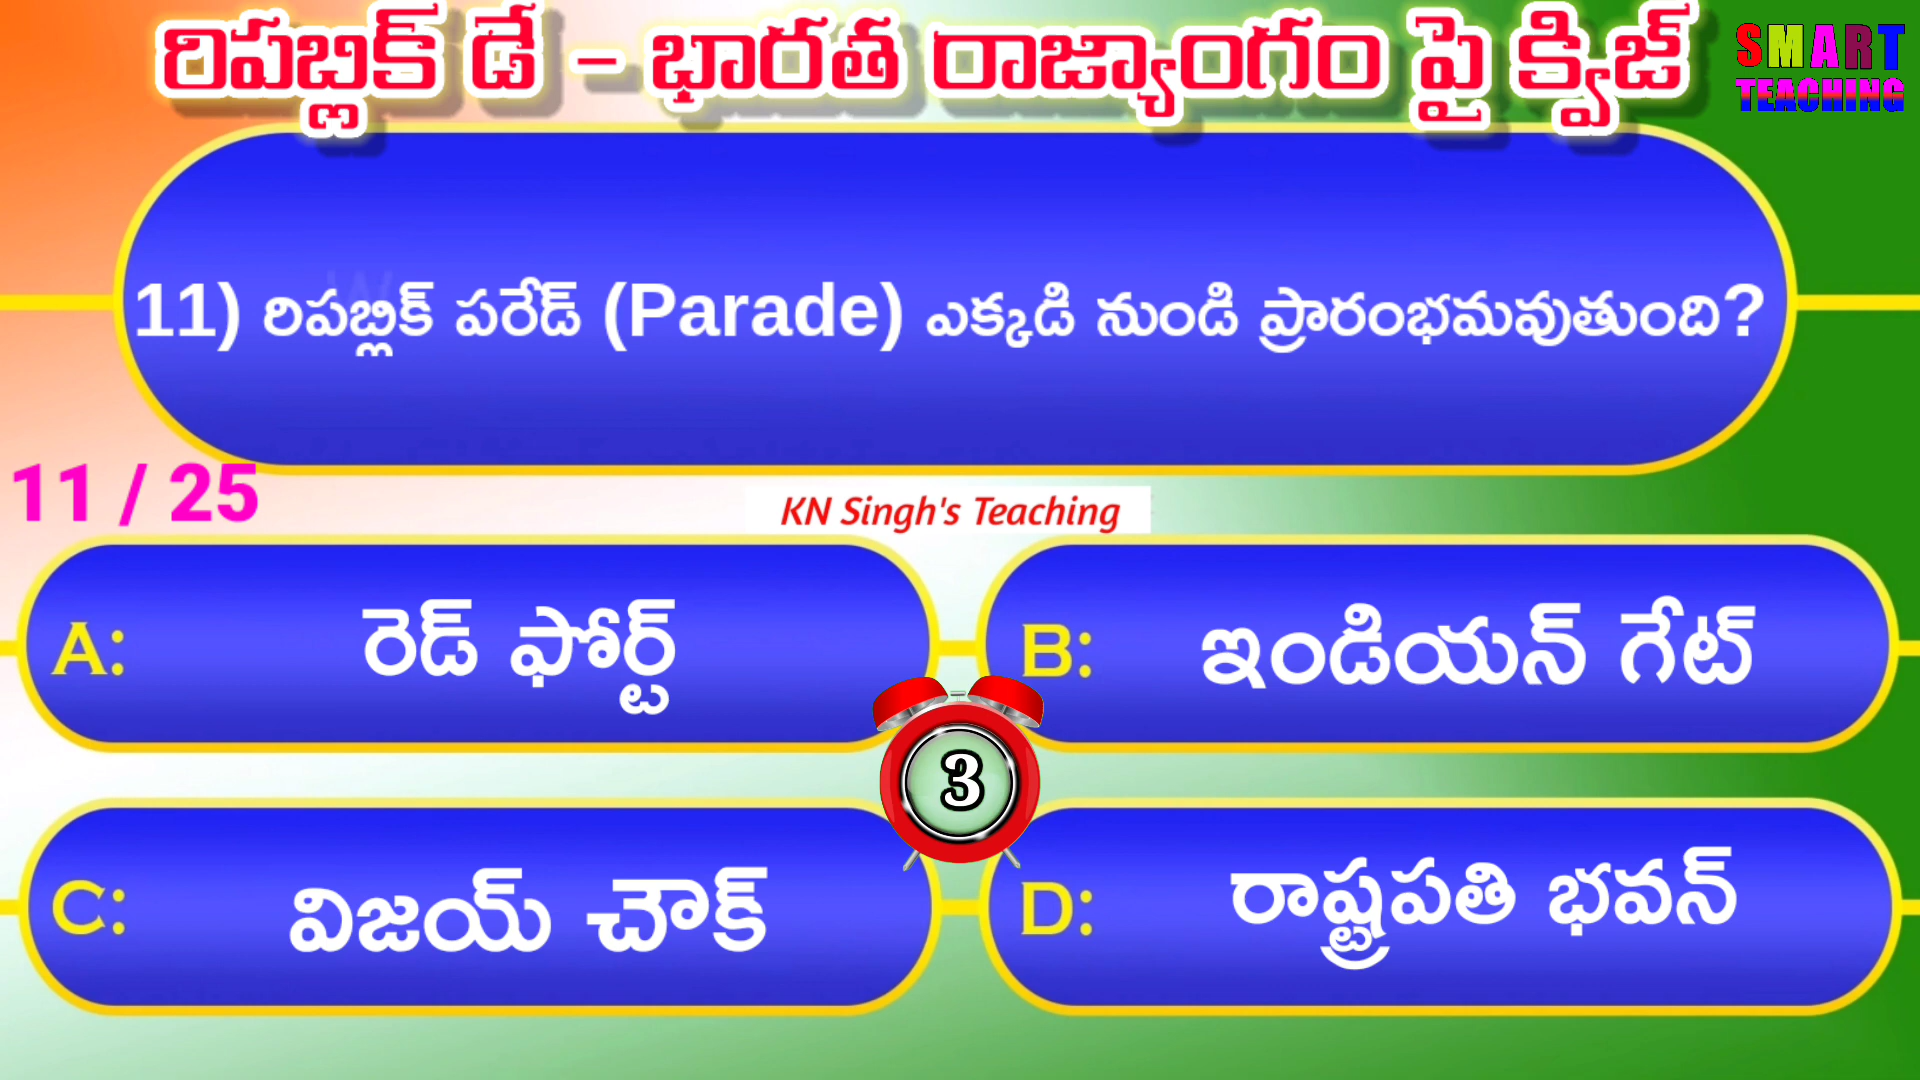 రిపబ్లిక్ డే - భారత రాజ్యాంగం పై క్విజ్
SMART
TEACHING
11) రిపబ్లిక్ పరేడ్ (Parade) ఎక్కడి నుండి ప్రారంభమవుతుంది?
11 / 25
KN Singh's Teaching
A: రెడ్ ఫోర్ట్
B: ఇండియన్ గేట్
3
C: విజయ్ చౌక్
D: రాష్ట్రపతి భవన్